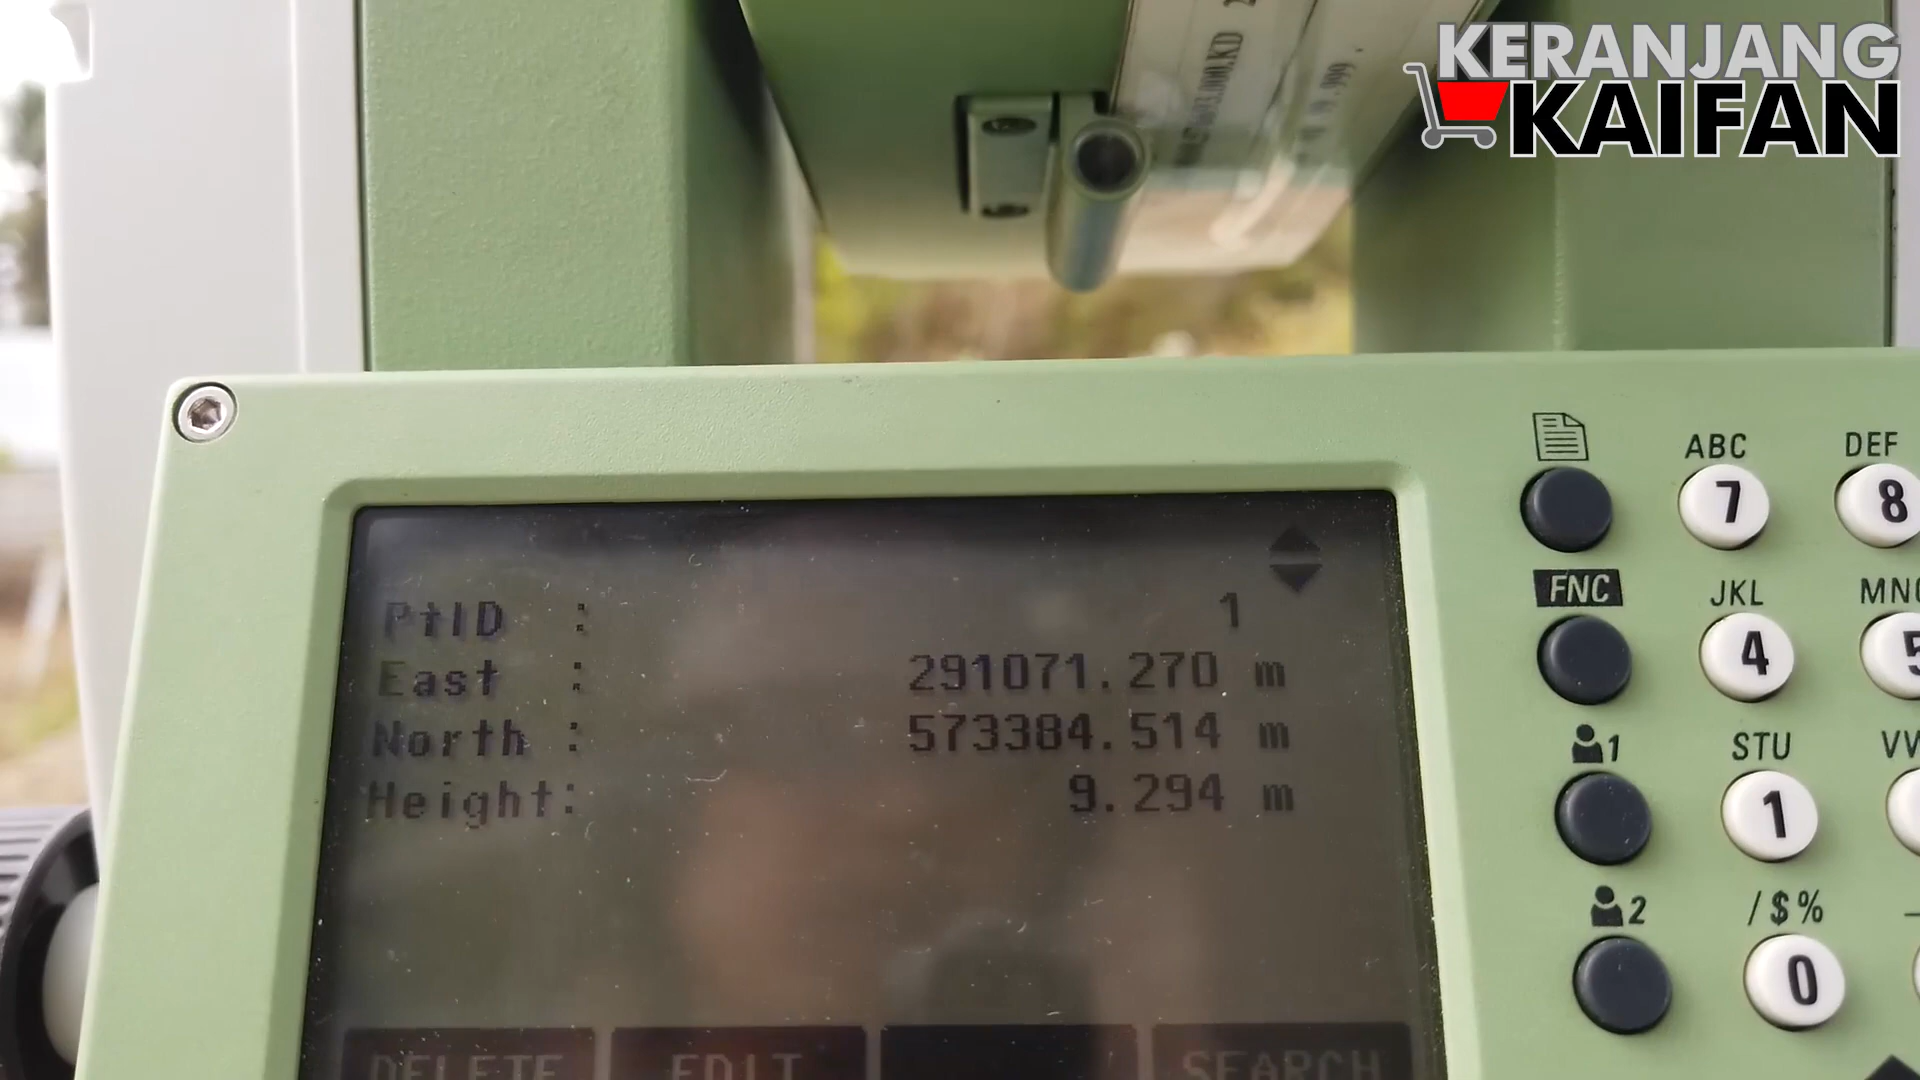 KERANJANG
KAIFAN
PtID : 1
East : 291071.270 m
North : 573384.514 m
Height: 9.294 m
DELETE EDIT SEARCH
ABC DEF
7 8
FNC JKL
4 5
1 STU
1
2 /$%
0